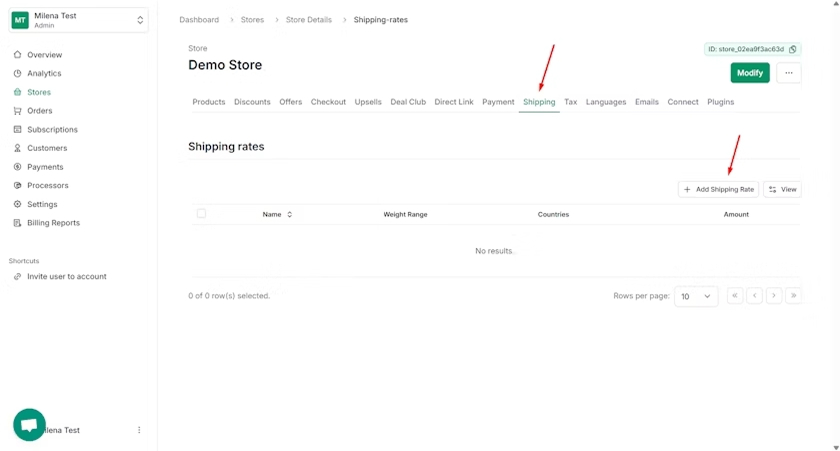 MT
Milena Test
Admin
Overview
Analytics
Stores
Orders
Subscriptions
Customers
Payments
Processors
Settings
Billing Reports
Shortcuts
Invite user to account
Milena Test
Dashboard > Stores > Store Details > Shipping-rates
Store
ID: store_02ea9f3ac63d
Demo Store
Modify
...
Products Discounts Offers Checkout Upsells Deal Club Direct Link Payment Shipping Tax Languages Emails Connect Plugins
Shipping rates
+ Add Shipping Rate View
Name Weight Range Countries Amount
No results.
0 of 0 row(s) selected. Rows per page: 10 « ‹ › »